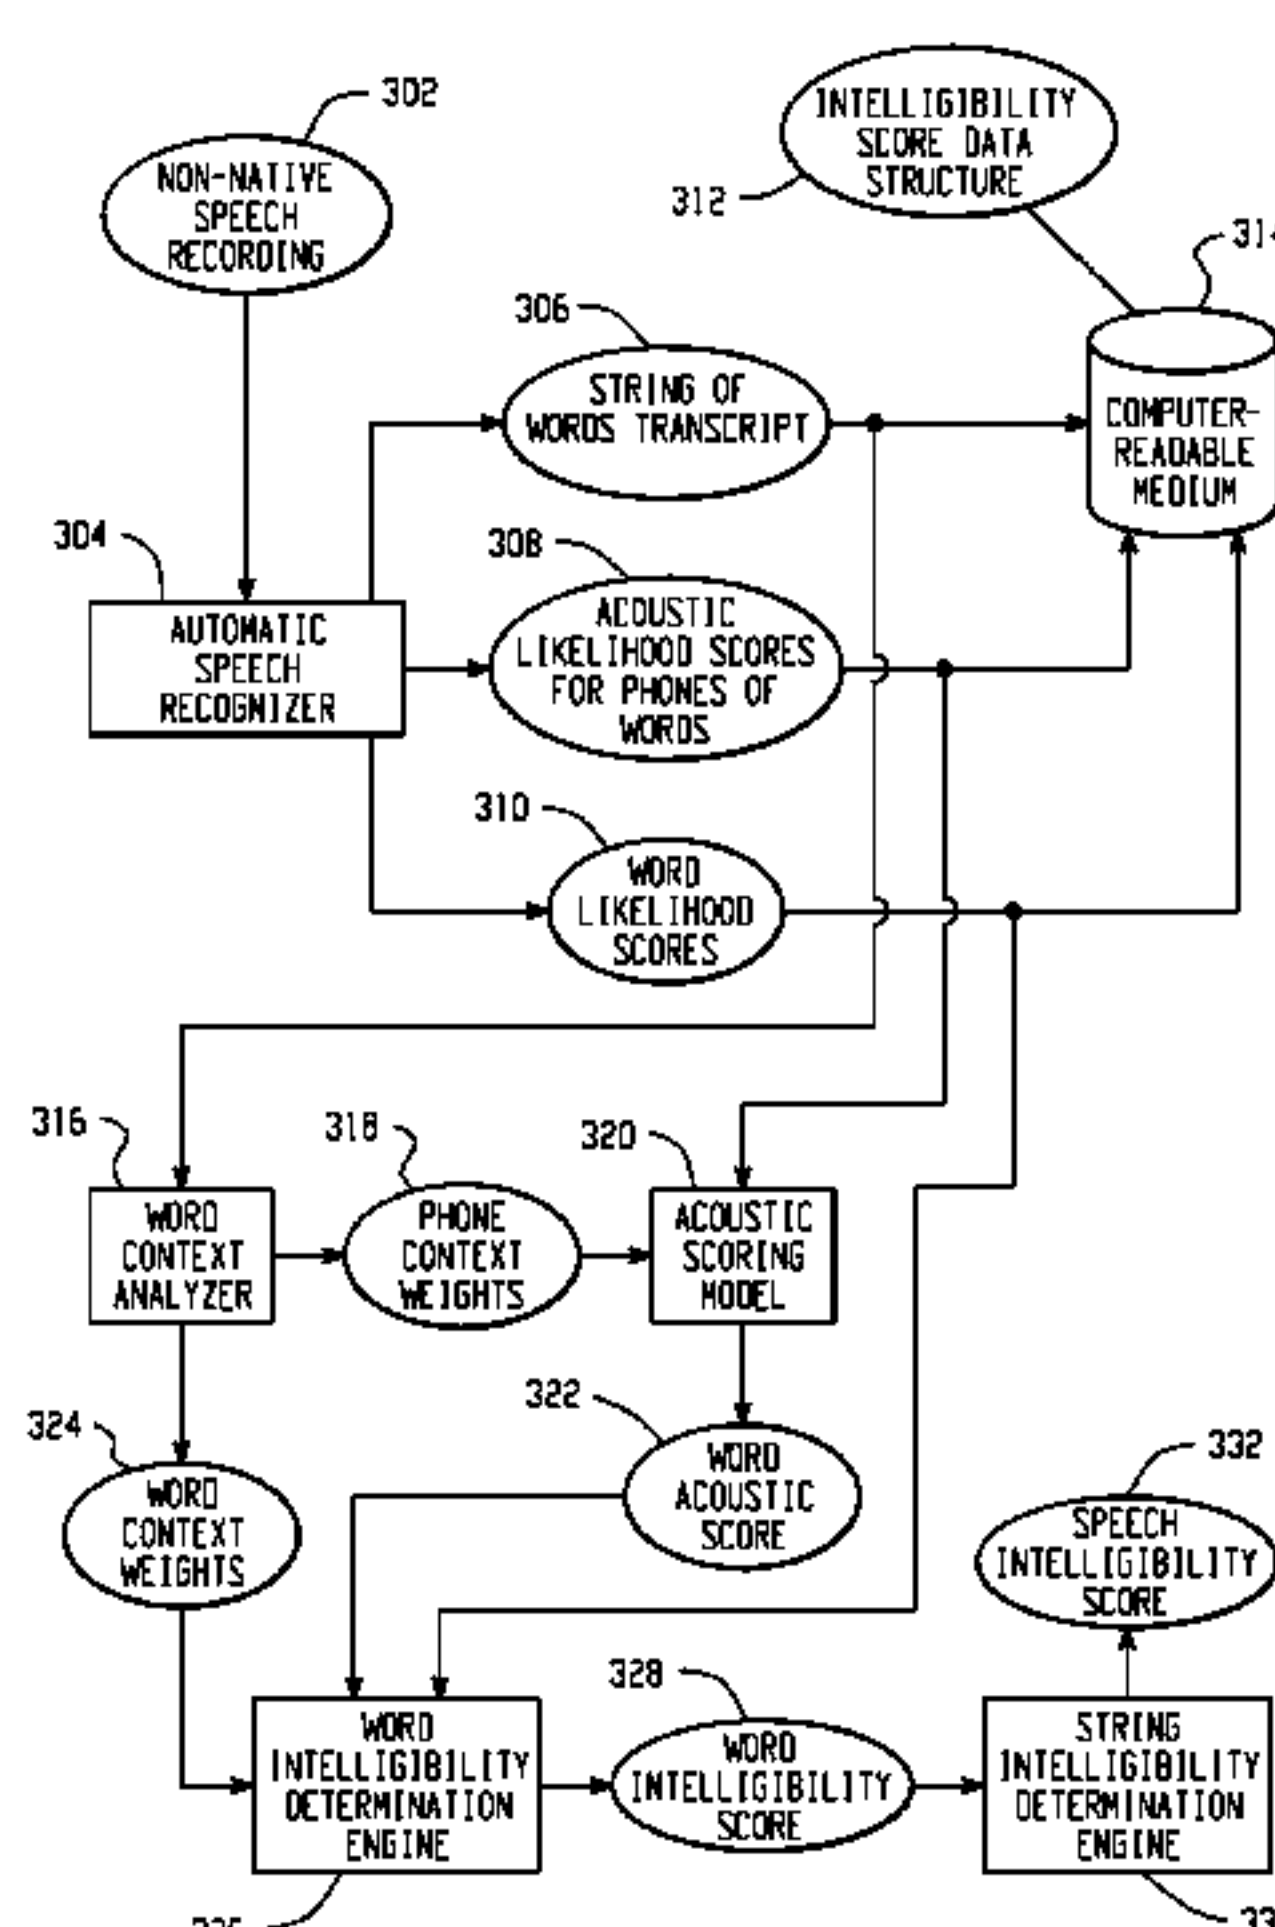 302
NON-NATIVE
SPEECH
RECORDING
INTELLIGIBILITY
SCORE DATA
STRUCTURE
312
306
STRING OF
WORDS TRANSCRIPT
COMPUTER-
READABLE
MEDIUM
304
AUTOMATIC
SPEECH
RECOGNIZER
308
ACOUSTIC
LIKELIHOOD SCORES
FOR PHONES OF
WORDS
310
WORD
LIKELIHOOD
SCORES
316
WORD
CONTEXT
ANALYZER
318
PHONE
CONTEXT
WEIGHTS
320
ACOUSTIC
SCORING
MODEL
324
WORD
CONTEXT
WEIGHTS
322
WORD
ACOUSTIC
SCORE
332
SPEECH
INTELLIGIBILITY
SCORE
WORD
INTELLIGIBILITY
DETERMINATION
ENGINE
328
WORD
INTELLIGIBILITY
SCORE
STRING
INTELLIGIBILITY
DETERMINATION
ENGINE